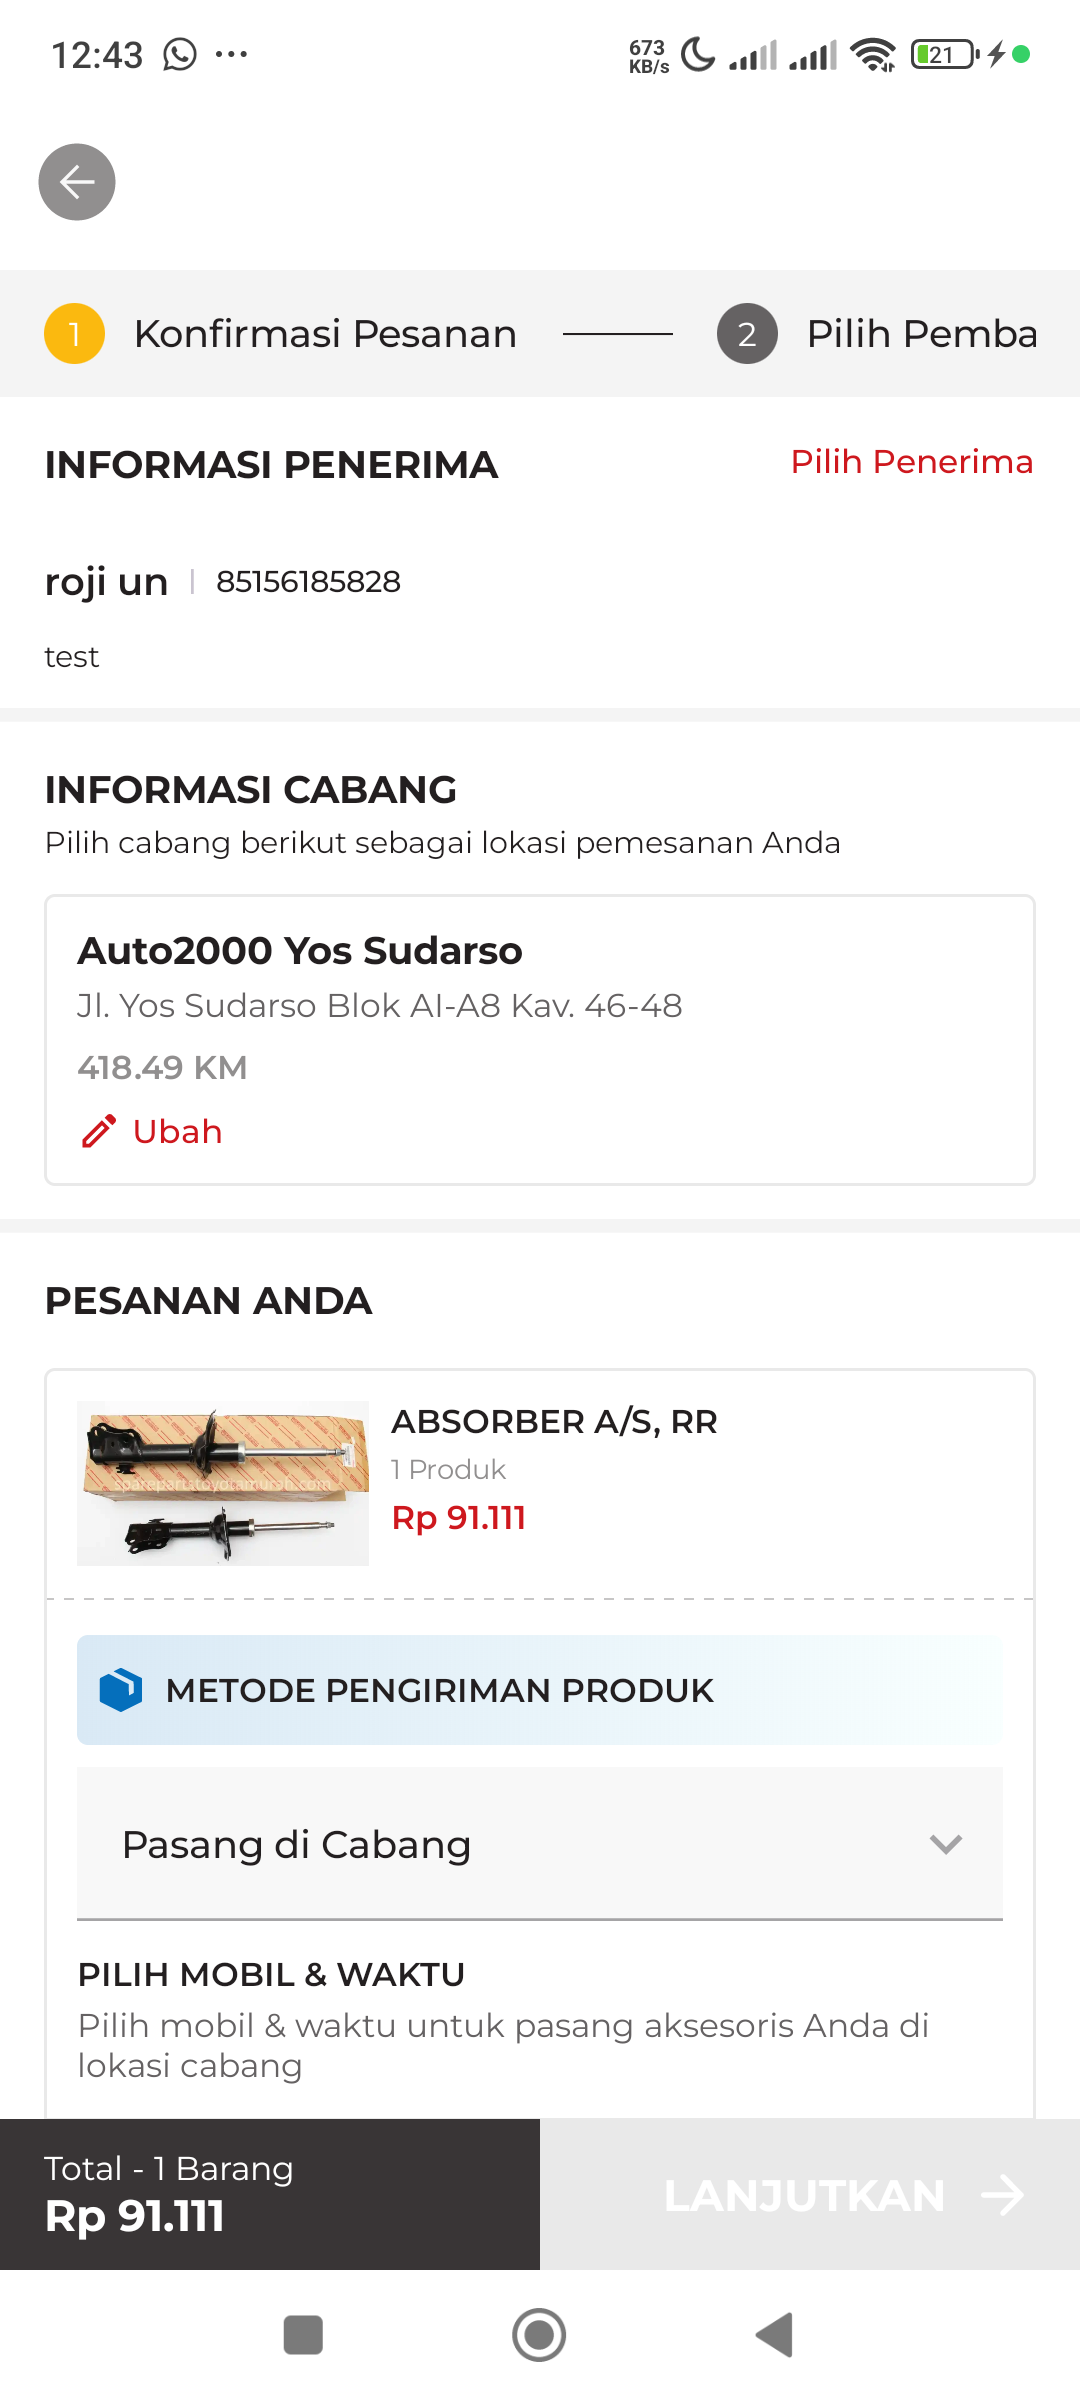 12:43
673
KB/s
21
1 Konfirmasi Pesanan
2 Pilih Pemba
INFORMASI PENERIMA
Pilih Penerima
roji un
85156185828
test
INFORMASI CABANG
Pilih cabang berikut sebagai lokasi pemesanan Anda
Auto2000 Yos Sudarso
Jl. Yos Sudarso Blok AI-A8 Kav. 46-48
418.49 KM
Ubah
PESANAN ANDA
sparepartstoyotamurah.com
ABSORBER A/S, RR
1 Produk
Rp 91.111
METODE PENGIRIMAN PRODUK
Pasang di Cabang
PILIH MOBIL & WAKTU
Pilih mobil & waktu untuk pasang aksesoris Anda di
lokasi cabang
Total - 1 Barang
Rp 91.111
LANJUTKAN